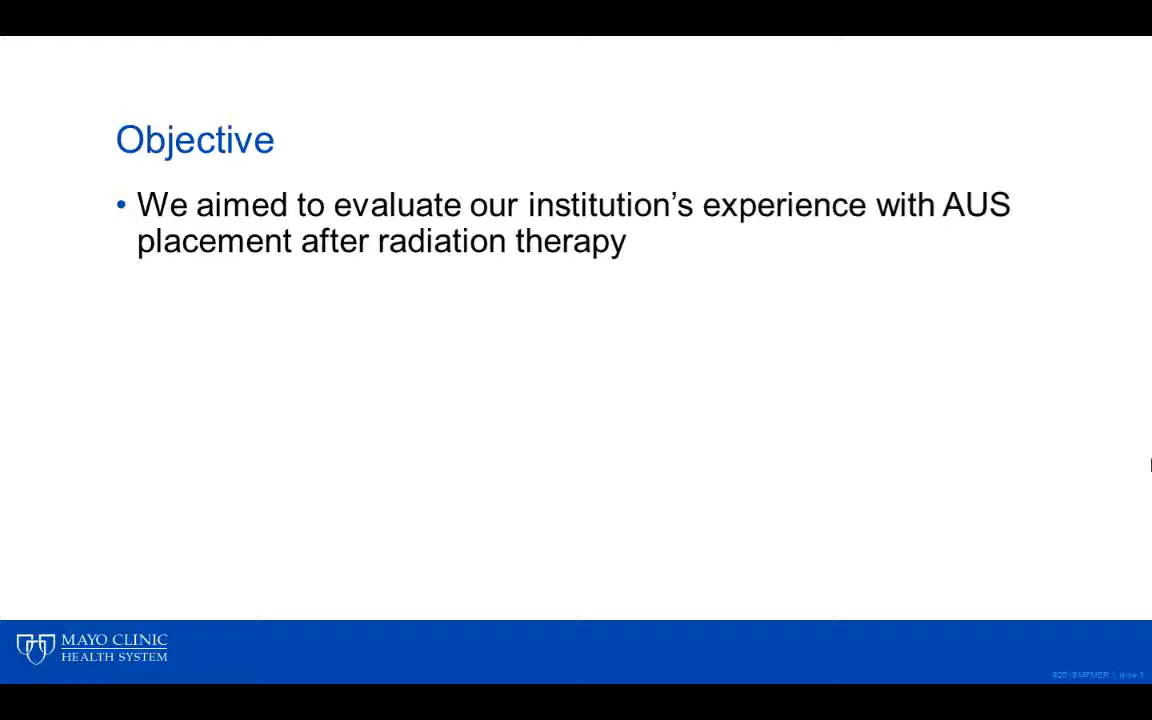 Objective
• We aimed to evaluate our institution’s experience with AUS
placement after radiation therapy
MAYO CLINIC
HEALTH SYSTEM